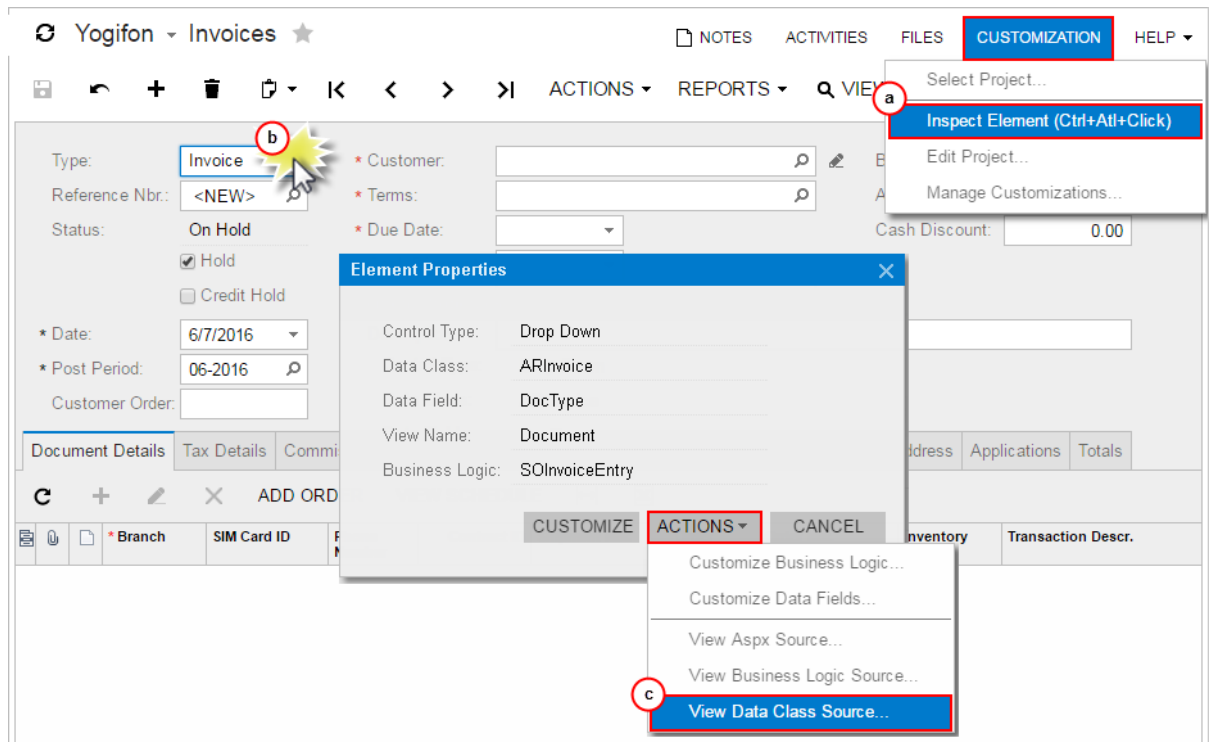 Yogifon Invoices
NOTES ACTIVITIES FILES CUSTOMIZATION HELP
ACTIONS REPORTS
Select Project...
a
Inspect Element (Ctrl+Atl+Click)
Edit Project...
Manage Customizations...
b
Type: Invoice * Customer:
Reference Nbr.: <NEW> * Terms:
Status: On Hold * Due Date: Cash Discount: 0.00
Hold
Credit Hold
* Date: 6/7/2016
* Post Period: 06-2016
Customer Order:
Element Properties
Control Type: Drop Down
Data Class: ARInvoice
Data Field: DocType
View Name: Document
Business Logic: SOInvoiceEntry
CUSTOMIZE ACTIONS CANCEL
Document Details Tax Details Commi ddress Applications Totals
ADD ORD
* Branch SIM Card ID nventory Transaction Descr.
Customize Business Logic...
Customize Data Fields...
View Aspx Source...
View Business Logic Source...
c
View Data Class Source...